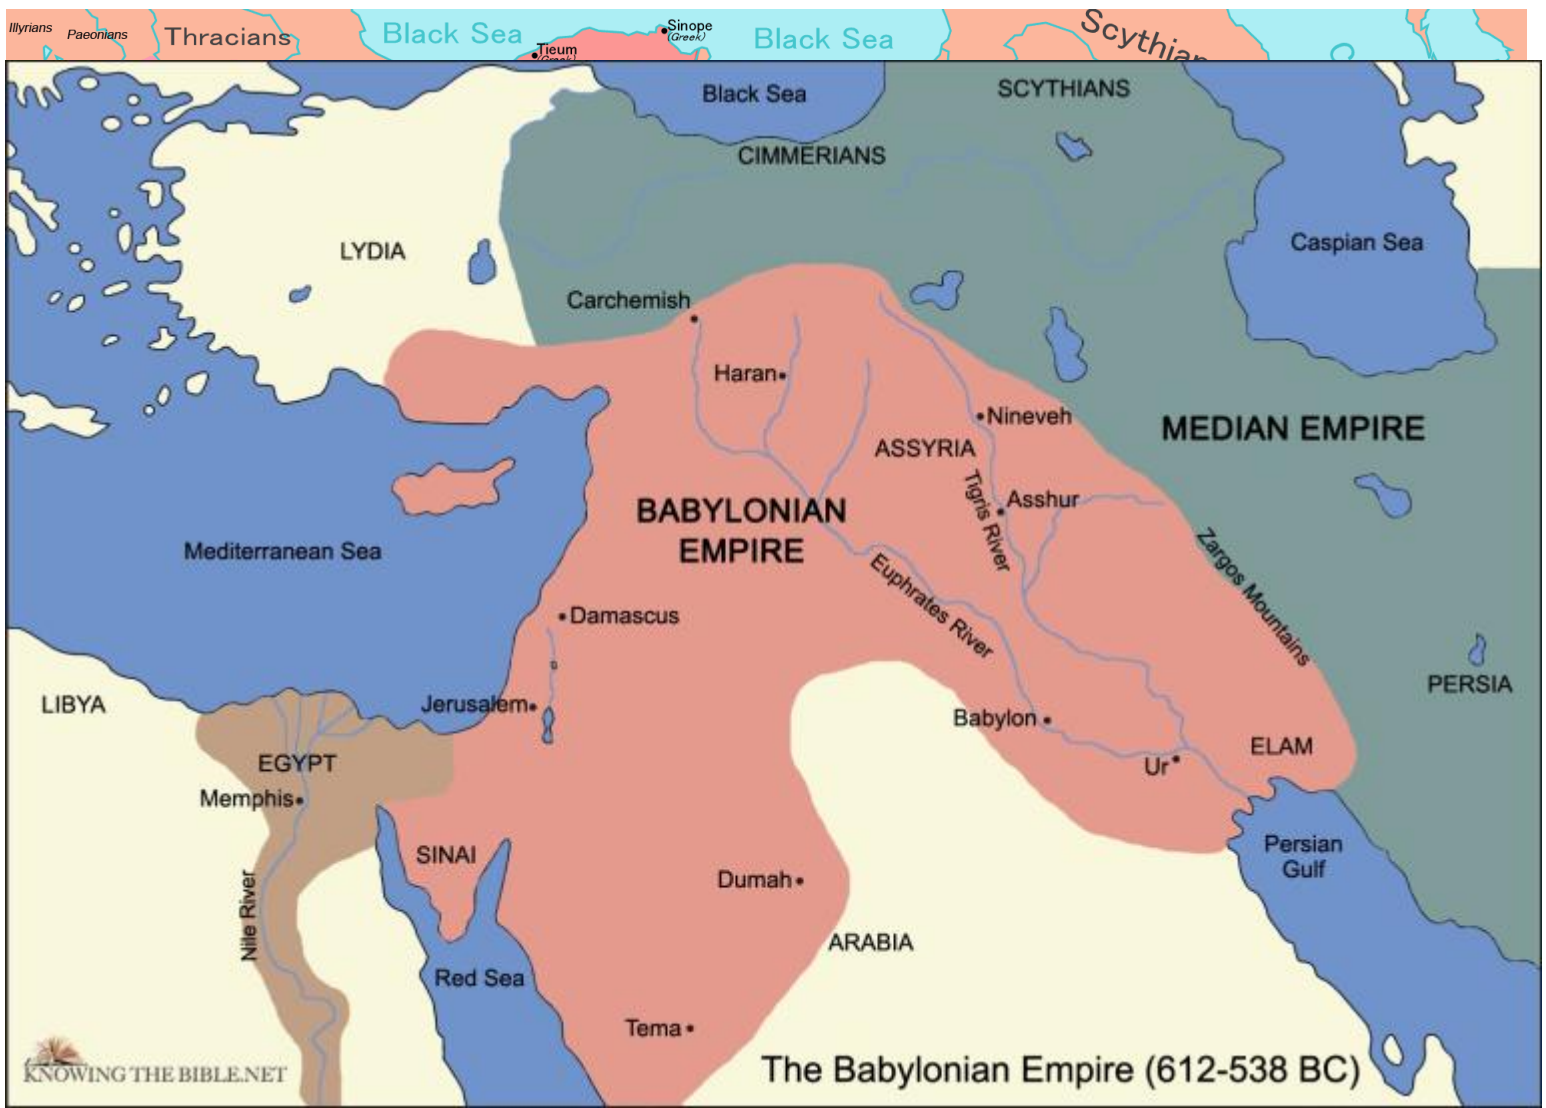 Illyrians
Paeonians
Thracians
Black Sea
Tieum
(Greek)
Sinope
(Greek)
Black Sea
Black Sea
SCYTHIANS
CIMMERIANS
LYDIA
Caspian Sea
Carchemish
Haran
Nineveh
MEDIAN EMPIRE
ASSYRIA
Tigris River
Asshur
BABYLONIAN
EMPIRE
Mediterranean Sea
Zargos Mountains
Euphrates River
Damascus
PERSIA
LIBYA
Jerusalem
Babylon
ELAM
EGYPT
Ur
Memphis
SINAI
Persian
Gulf
Dumah
Nile River
ARABIA
Red Sea
Tema
The Babylonian Empire (612-538 BC)
KNOWING THE BIBLE.NET